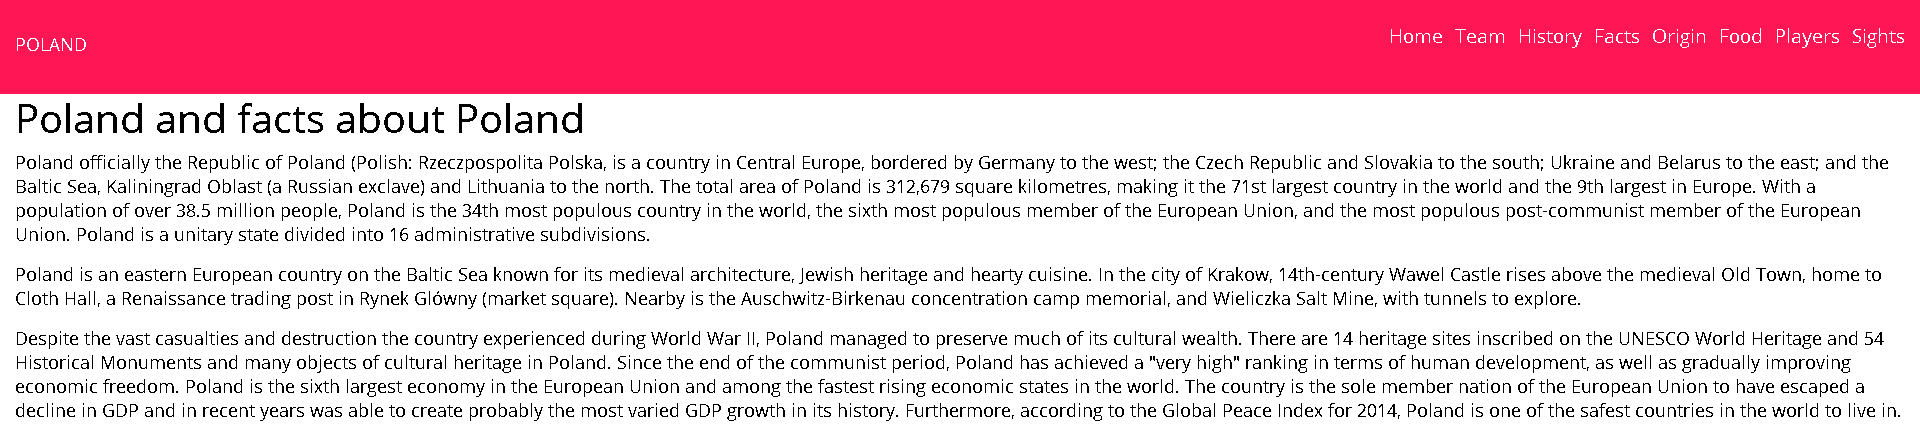 POLAND
Home Team History Facts Origin Food Players Sights
Poland and facts about Poland
Poland officially the Republic of Poland (Polish: Rzeczpospolita Polska, is a country in Central Europe, bordered by Germany to the west; the Czech Republic and Slovakia to the south; Ukraine and Belarus to the east; and the
Baltic Sea, Kaliningrad Oblast (a Russian exclave) and Lithuania to the north. The total area of Poland is 312,679 square kilometres, making it the 71st largest country in the world and the 9th largest in Europe. With a
population of over 38.5 million people, Poland is the 34th most populous country in the world, the sixth most populous member of the European Union, and the most populous post-communist member of the European
Union. Poland is a unitary state divided into 16 administrative subdivisions.
Poland is an eastern European country on the Baltic Sea known for its medieval architecture, Jewish heritage and hearty cuisine. In the city of Krakow, 14th-century Wawel Castle rises above the medieval Old Town, home to
Cloth Hall, a Renaissance trading post in Rynek Glówny (market square). Nearby is the Auschwitz-Birkenau concentration camp memorial, and Wieliczka Salt Mine, with tunnels to explore.
Despite the vast casualties and destruction the country experienced during World War II, Poland managed to preserve much of its cultural wealth. There are 14 heritage sites inscribed on the UNESCO World Heritage and 54
Historical Monuments and many objects of cultural heritage in Poland. Since the end of the communist period, Poland has achieved a "very high" ranking in terms of human development, as well as gradually improving
economic freedom. Poland is the sixth largest economy in the European Union and among the fastest rising economic states in the world. The country is the sole member nation of the European Union to have escaped a
decline in GDP and in recent years was able to create probably the most varied GDP growth in its history. Furthermore, according to the Global Peace Index for 2014, Poland is one of the safest countries in the world to live in.